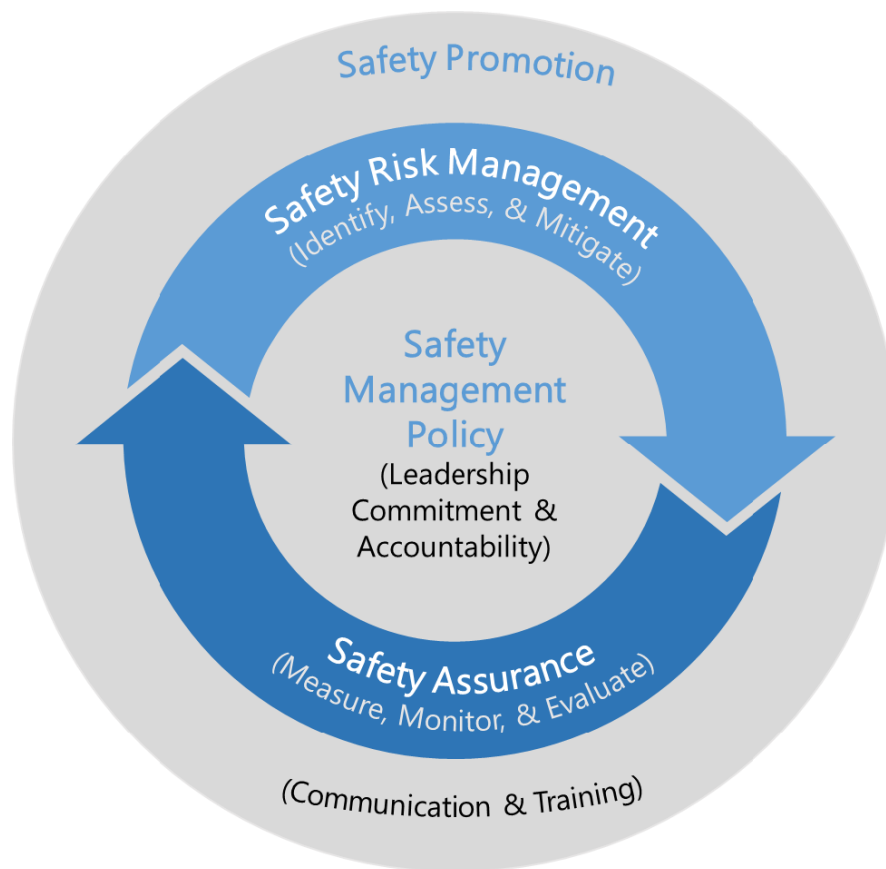 Safety Promotion
Safety Risk Management
(Identify, Assess, & Mitigate)
Safety
Management
Policy
(Leadership
Commitment &
Accountability)
Safety Assurance
(Measure, Monitor, & Evaluate)
(Communication & Training)